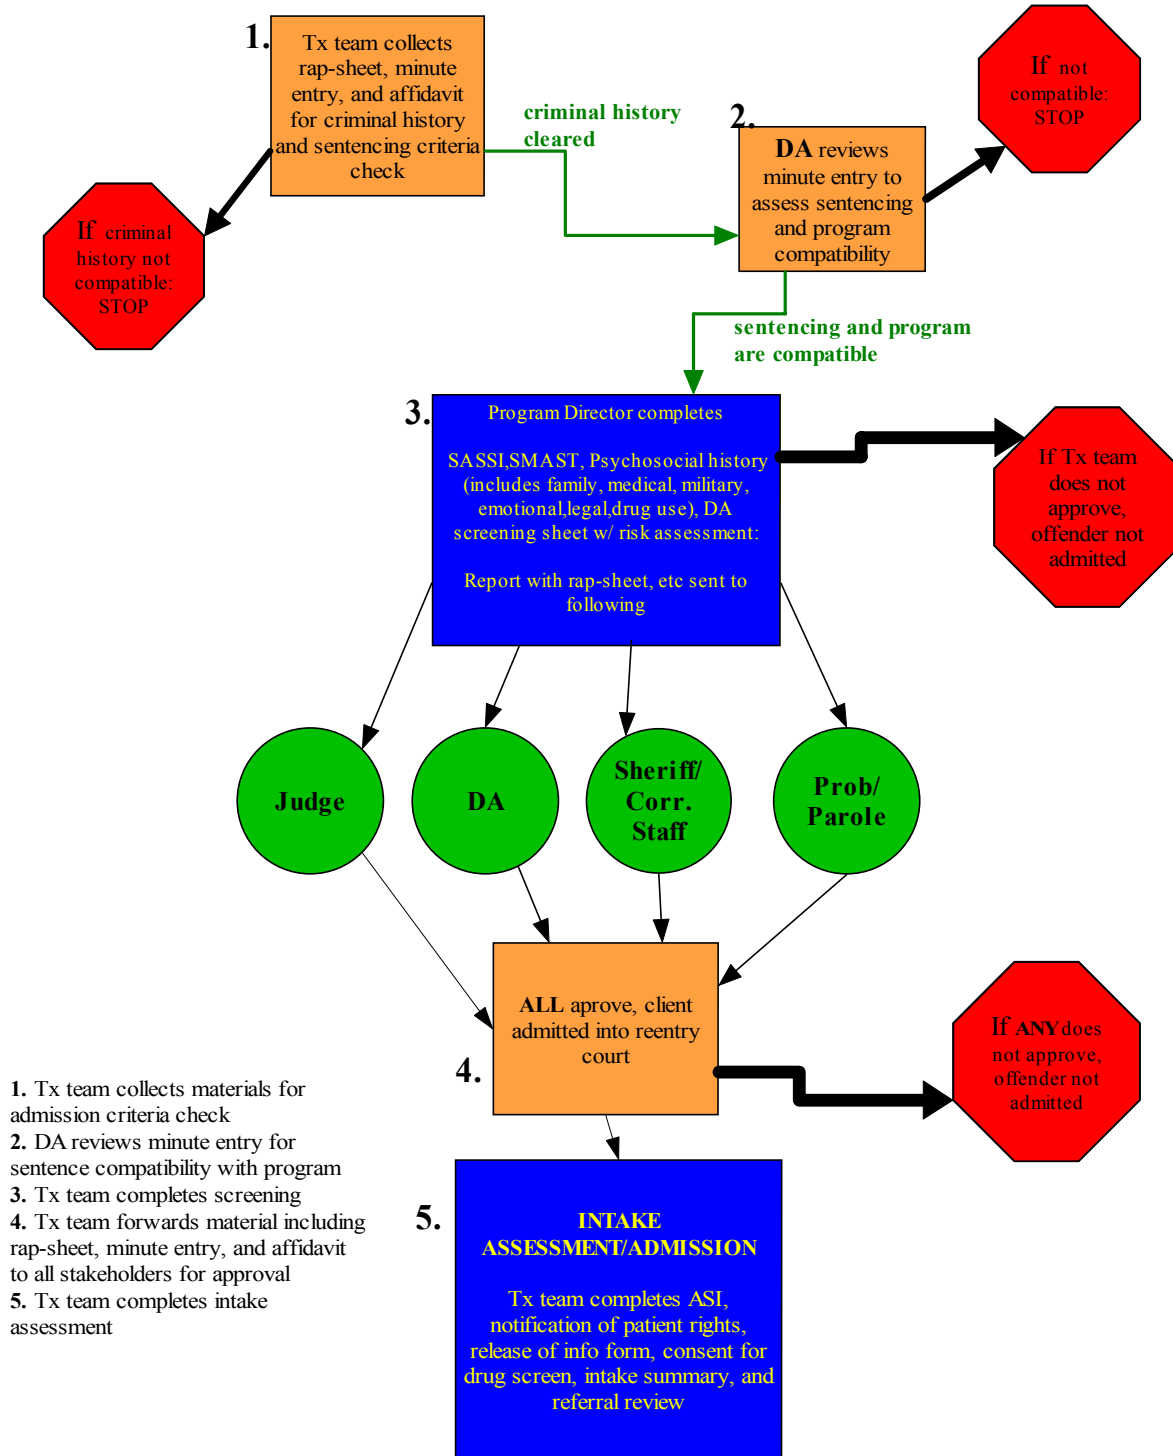 1.
Tx team collects
rap-sheet, minute
entry, and affidavit
for criminal history
and sentencing criteria
check
criminal history
cleared
2.
DA reviews
minute entry to
assess sentencing
and program
compatibility
If not
compatible:
STOP
If criminal
history not
compatible:
STOP
sentencing and program
are compatible
3.
Program Director completes
SASSI,SMAST, Psychosocial history
(includes family, medical, military,
emotional,legal,drug use), DA
screening sheet w/ risk assessment:
Report with rap-sheet, etc sent to
following
If Tx team
does not
approve,
offender not
admitted
Judge
DA
Sheriff/
Corr.
Staff
Prob/
Parole
ALL aprove, client
admitted into reentry
court
4.
If ANY does
not approve,
offender not
admitted
1. Tx team collects materials for
admission criteria check
2. DA reviews minute entry for
sentence compatibility with program
3. Tx team completes screening
4. Tx team forwards material including
rap-sheet, minute entry, and affidavit
to all stakeholders for approval
5. Tx team completes intake
assessment
5.
INTAKE
ASSESSMENT/ADMISSION
Tx team completes ASI,
notification of patient rights,
release of info form, consent for
drug screen, intake summary, and
referral review